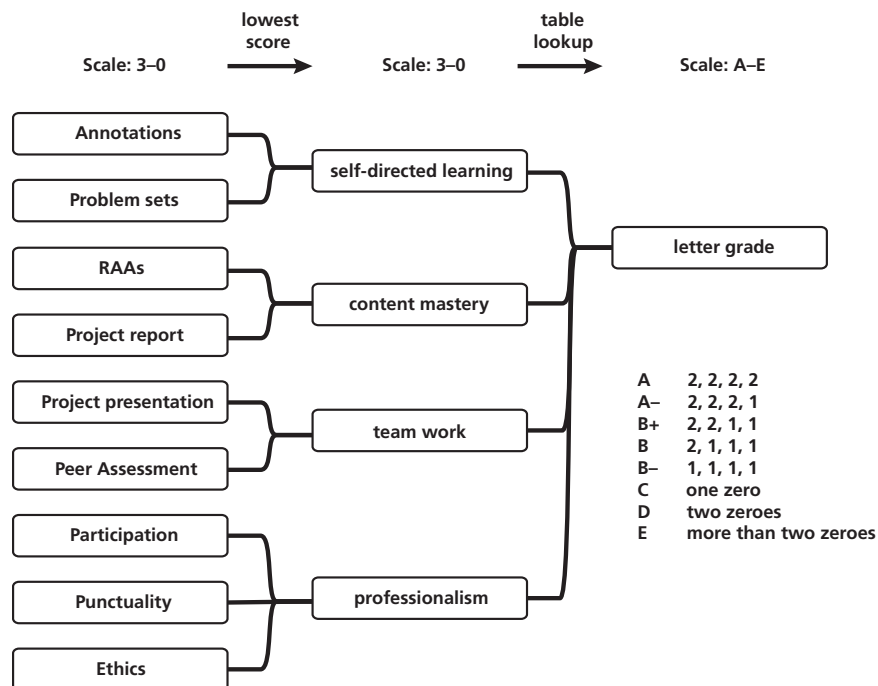 lowest
score
table
lookup
Scale: 3–0
Scale: 3–0
Scale: A–E
Annotations
Problem sets
RAAs
Project report
Project presentation
Peer Assessment
Participation
Punctuality
Ethics
self-directed learning
content mastery
team work
professionalism
letter grade
A 2, 2, 2, 2
A– 2, 2, 2, 1
B+ 2, 2, 1, 1
B 2, 1, 1, 1
B– 1, 1, 1, 1
C one zero
D two zeroes
E more than two zeroes